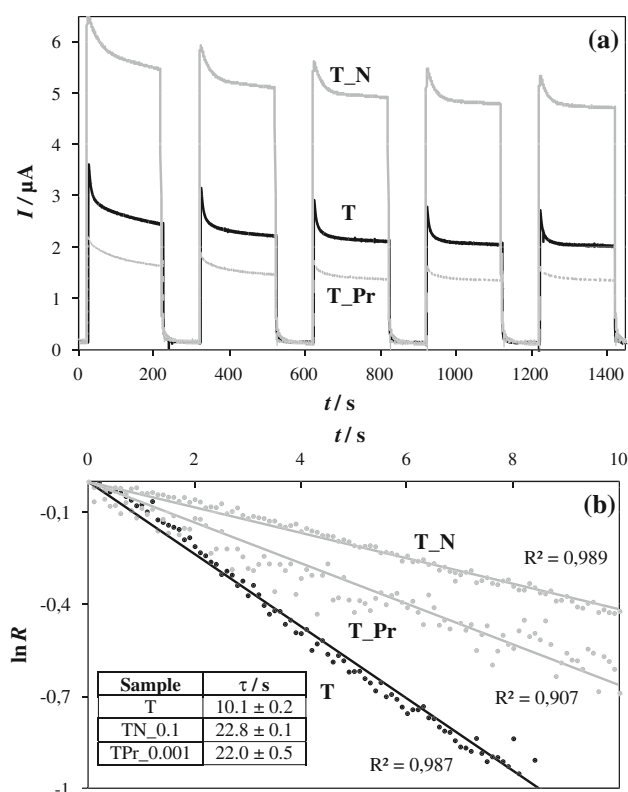 (a)
I / µA
6
5
4
3
2
1
0
T_N
T
T_Pr
0 200 400 600 800 1000 1200 1400
t / s
t / s
0 2 4 6 8 10
(b)
ln R
-0,1
-0,4
-0,7
-1
T_N
R² = 0,989
T_Pr
R² = 0,907
T
R² = 0,987
Sample τ / s
T 10.1 ± 0.2
TN_0.1 22.8 ± 0.1
TPr_0.001 22.0 ± 0.5